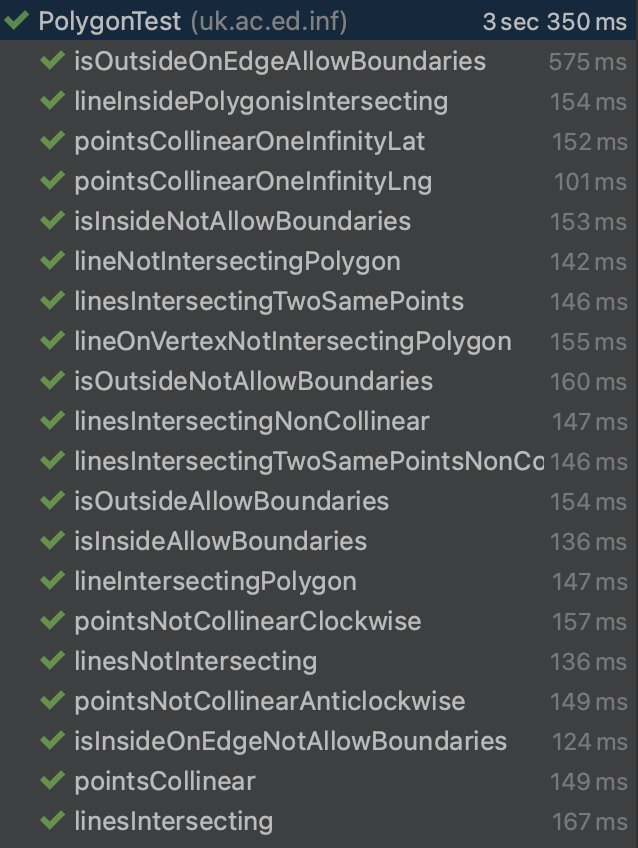 PolygonTest (uk.ac.ed.inf) 3 sec 350 ms
isOutsideOnEdgeAllowBoundaries 575 ms
lineInsidePolygonisIntersecting 154 ms
pointsCollinearOneInfinityLat 152 ms
pointsCollinearOneInfinityLng 101 ms
isInsideNotAllowBoundaries 153 ms
lineNotIntersectingPolygon 142 ms
linesIntersectingTwoSamePoints 146 ms
lineOnVertexNotIntersectingPolygon 155 ms
isOutsideNotAllowBoundaries 160 ms
linesIntersectingNonCollinear 147 ms
linesIntersectingTwoSamePointsNonCo 146 ms
isOutsideAllowBoundaries 154 ms
isInsideAllowBoundaries 136 ms
lineIntersectingPolygon 147 ms
pointsNotCollinearClockwise 157 ms
linesNotIntersecting 136 ms
pointsNotCollinearAnticlockwise 149 ms
isInsideOnEdgeNotAllowBoundaries 124 ms
pointsCollinear 149 ms
linesIntersecting 167 ms